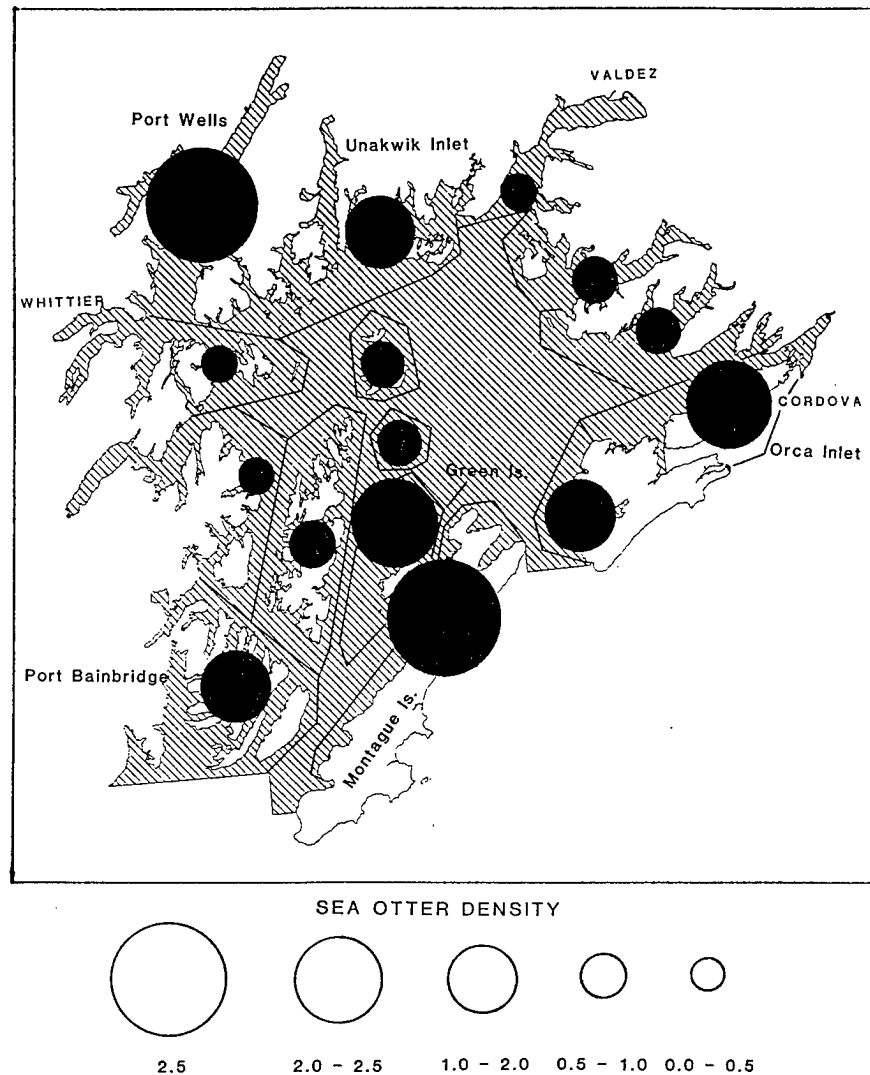 VALDEZ
Port Wells
Unakwik Inlet
WHITTIER
CORDOVA
Orca Inlet
Green Is.
Port Bainbridge
Montague Is.
SEA OTTER DENSITY
2.5 2.0 - 2.5 1.0 - 2.0 0.5 - 1.0 0.0 - 0.5